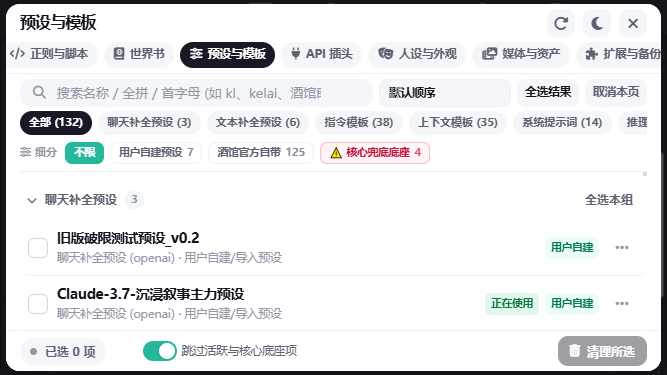 预设与模板
正则与脚本 世界书 预设与模板 API 插头 人设与外观 媒体与资产 扩展与备份
搜索名称 / 全拼 / 首字母 (如 kl、kelai、酒馆 默认顺序 全选结果 取消本页
全部 (132) 聊天补全预设 (3) 文本补全预设 (6) 指令模板 (38) 上下文模板 (35) 系统提示词 (14) 推理
细分 不限 用户自建预设 7 酒馆官方自带 125 核心兜底底座 4
聊天补全预设 3 全选本组
旧版破限测试预设_v0.2
聊天补全预设 (openai) · 用户自建/导入预设 用户自建
Claude-3.7-沉浸叙事主力预设
聊天补全预设 (openai) · 用户自建/导入预设 正在使用 用户自建
已选 0 项 跳过活跃与核心底座项 清理所选